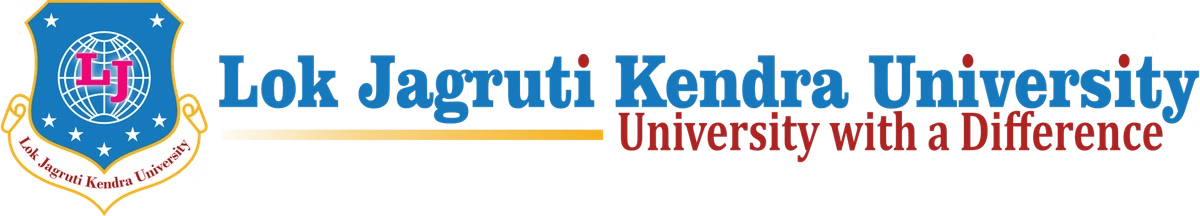 LJ
Lok Jagruti Kendra University
Lok Jagruti Kendra University
University with a Difference